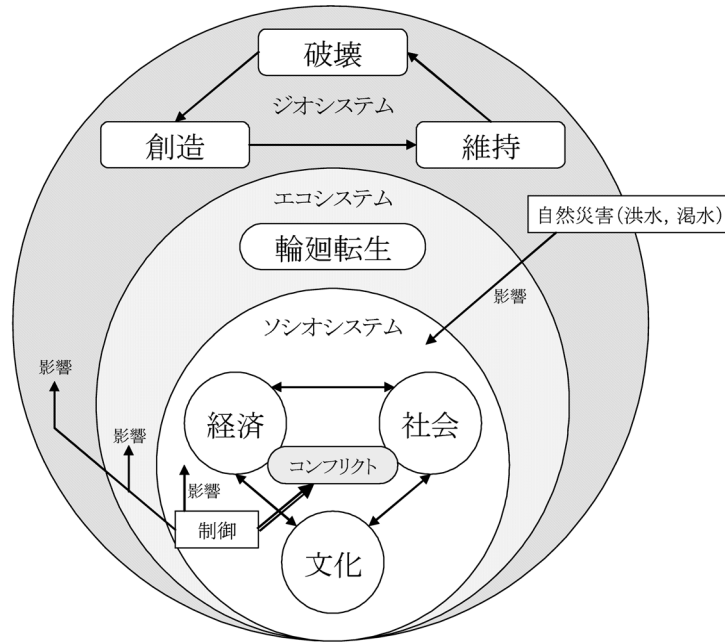 破壊
ジオシステム
創造
維持
エコシステム
自然災害(洪水, 渇水)
輪廻転生
影響
ソシオシステム
影響
経済
社会
影響
コンフリクト
影響
制御
文化